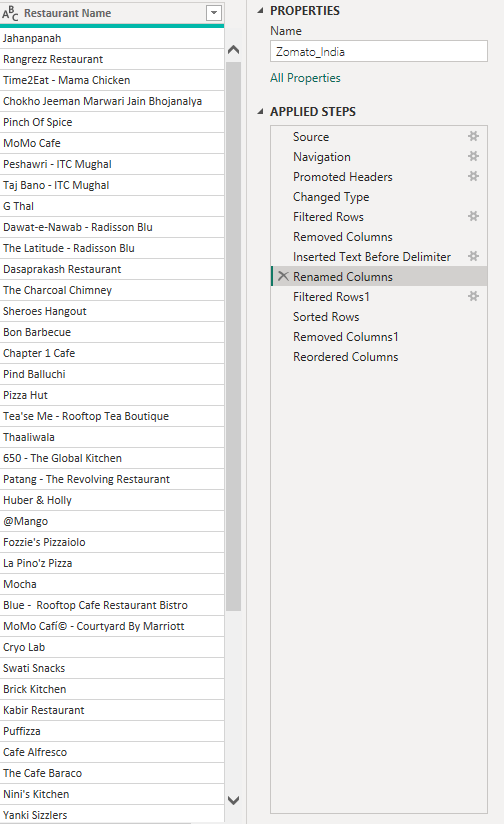 ABC Restaurant Name
Jahanpanah
Rangrezz Restaurant
Time2Eat - Mama Chicken
Chokho Jeeman Marwari Jain Bhojanalya
Pinch Of Spice
MoMo Cafe
Peshawri - ITC Mughal
Taj Bano - ITC Mughal
G Thal
Dawat-e-Nawab - Radisson Blu
The Latitude - Radisson Blu
Dasaprakash Restaurant
The Charcoal Chimney
Sheroes Hangout
Bon Barbecue
Chapter 1 Cafe
Pind Balluchi
Pizza Hut
Tea'se Me - Rooftop Tea Boutique
Thaaliwala
650 - The Global Kitchen
Patang - The Revolving Restaurant
Huber & Holly
@Mango
Fozzie's Pizzaiolo
La Pino'z Pizza
Mocha
Blue -  Rooftop Cafe Restaurant Bistro
MoMo Cafí© - Courtyard By Marriott
Cryo Lab
Swati Snacks
Brick Kitchen
Kabir Restaurant
Puffizza
Cafe Alfresco
The Cafe Baraco
Nini's Kitchen
Yanki Sizzlers
PROPERTIES
Name
Zomato_India
All Properties
APPLIED STEPS
Source
Navigation
Promoted Headers
Changed Type
Filtered Rows
Removed Columns
Inserted Text Before Delimiter
Renamed Columns
Filtered Rows1
Sorted Rows
Removed Columns1
Reordered Columns